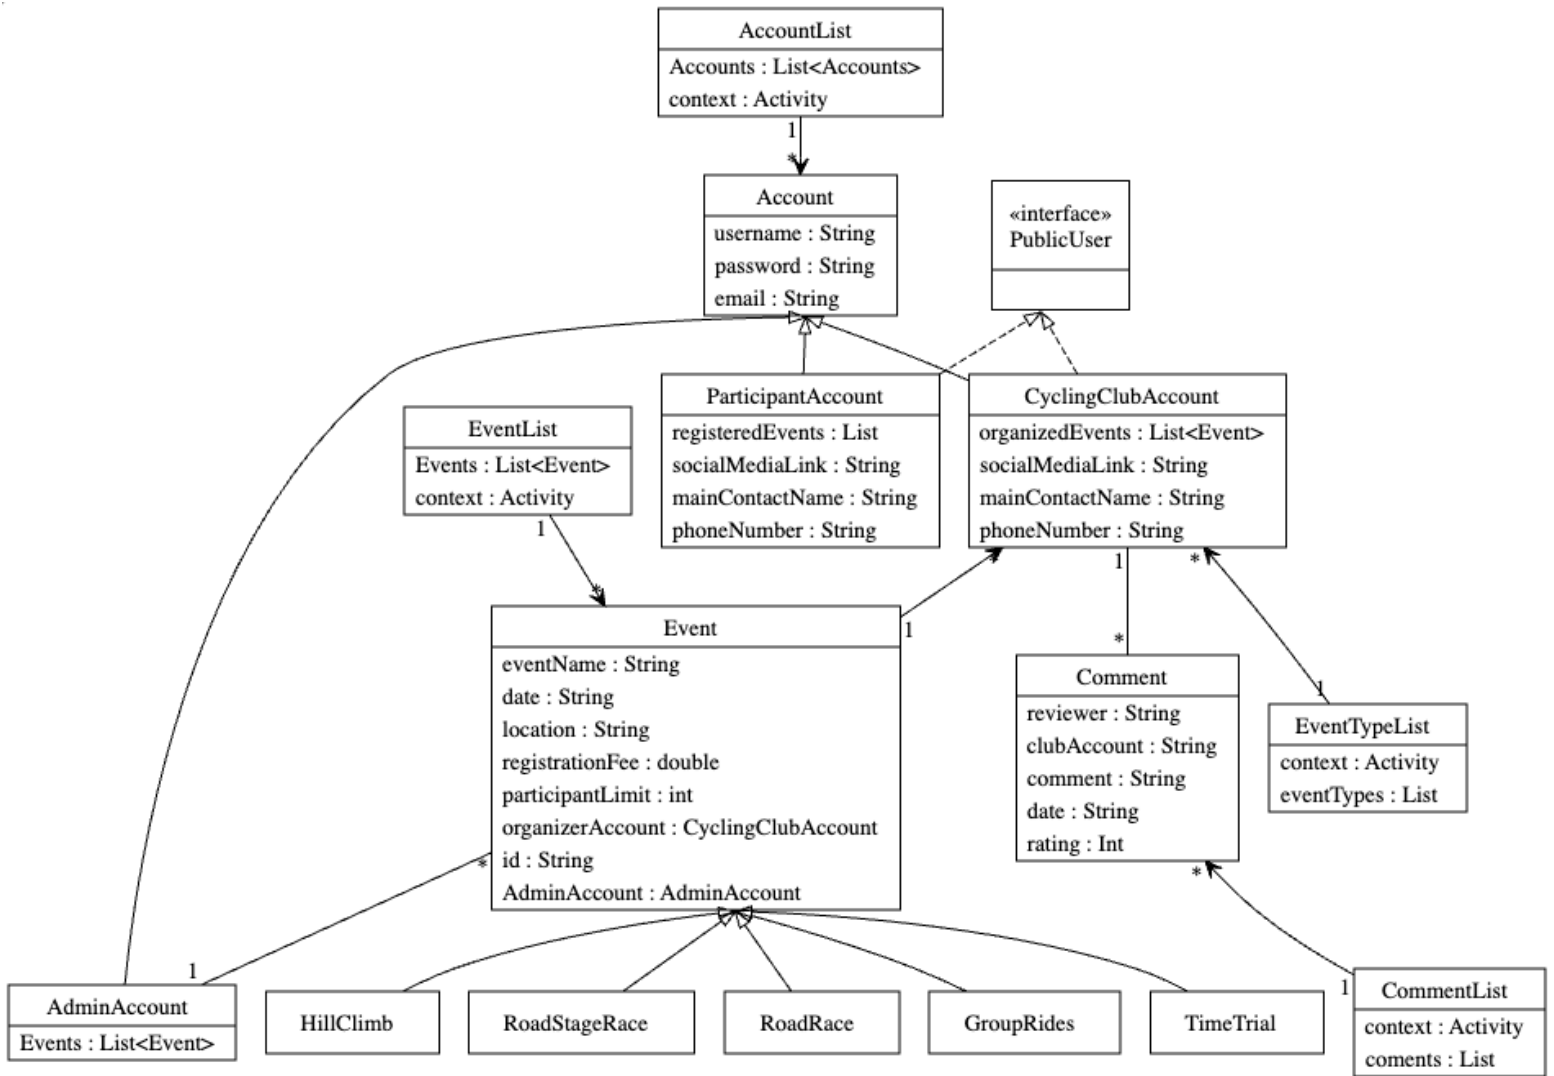 AccountList
Accounts : List<Accounts>
context : Activity
1
*
Account
username : String
password : String
email : String
«interface»
PublicUser
ParticipantAccount
registeredEvents : List
socialMediaLink : String
mainContactName : String
phoneNumber : String
CyclingClubAccount
organizedEvents : List<Event>
socialMediaLink : String
mainContactName : String
phoneNumber : String
EventList
Events : List<Event>
context : Activity
1
*
*
1
1
*
*
1
Event
eventName : String
date : String
location : String
registrationFee : double
participantLimit : int
organizerAccount : CyclingClubAccount
id : String
AdminAccount : AdminAccount
Comment
reviewer : String
clubAccount : String
comment : String
date : String
rating : Int
EventTypeList
context : Activity
eventTypes : List
*
1
*
1
AdminAccount
Events : List<Event>
HillClimb
RoadStageRace
RoadRace
GroupRides
TimeTrial
CommentList
context : Activity
coments : List